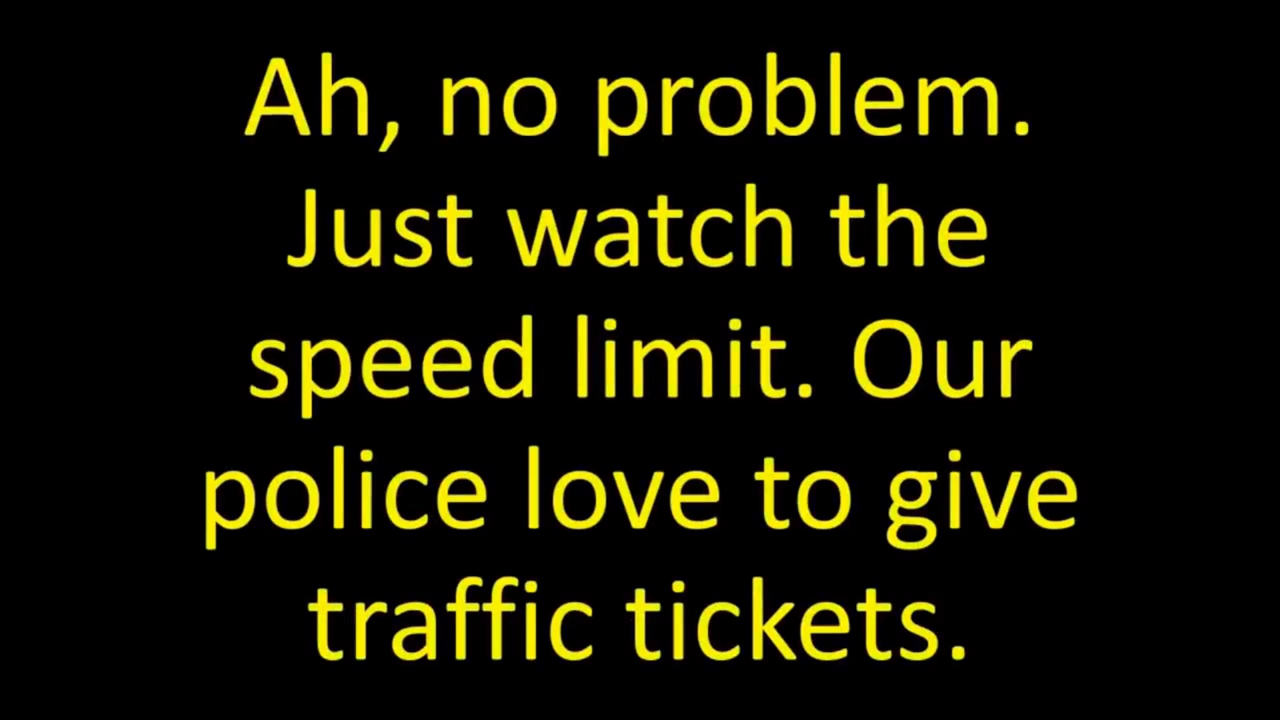 Ah, no problem.
Just watch the
speed limit. Our
police love to give
traffic tickets.